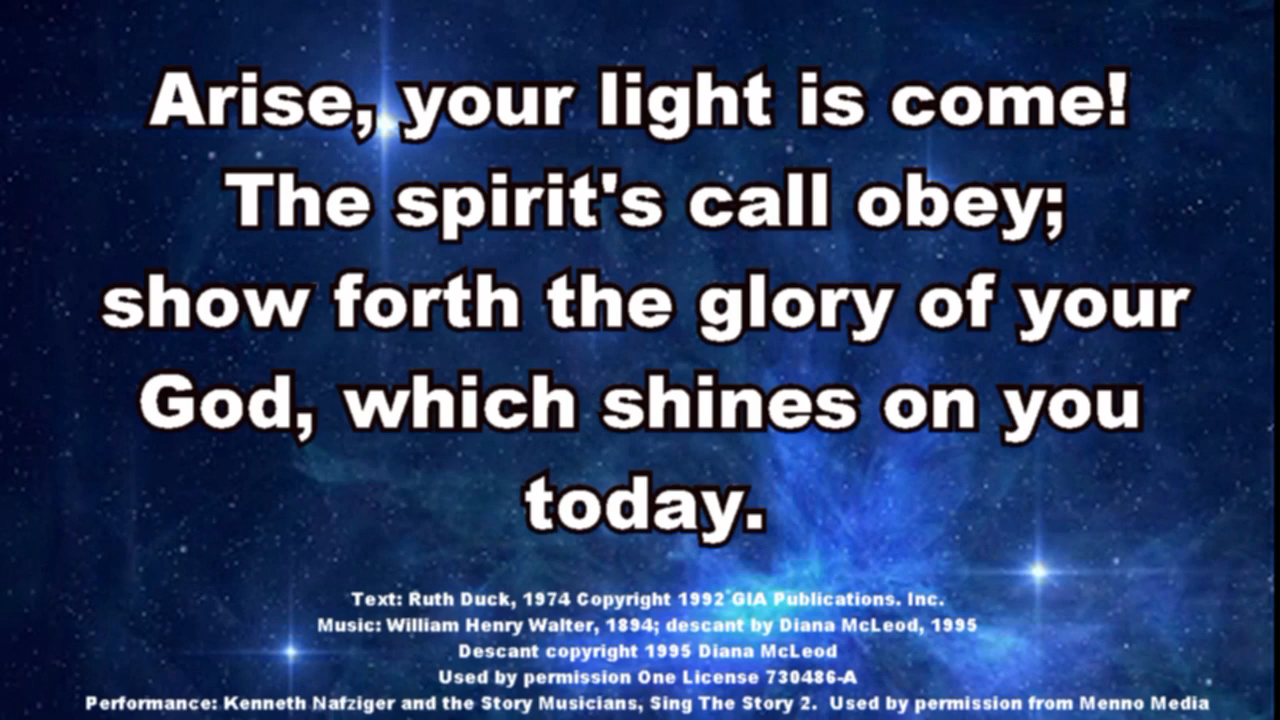 Arise, your light is come!
The spirit's call obey;
show forth the glory of your
God, which shines on you
today.
Text: Ruth Duck, 1974 Copyright 1992 GIA Publications. Inc.
Music: William Henry Walter, 1894; descant by Diana McLeod, 1995
Descant copyright 1995 Diana McLeod
Used by permission One License 730486-A
Performance: Kenneth Nafziger and the Story Musicians, Sing The Story 2. Used by permission from Menno Media